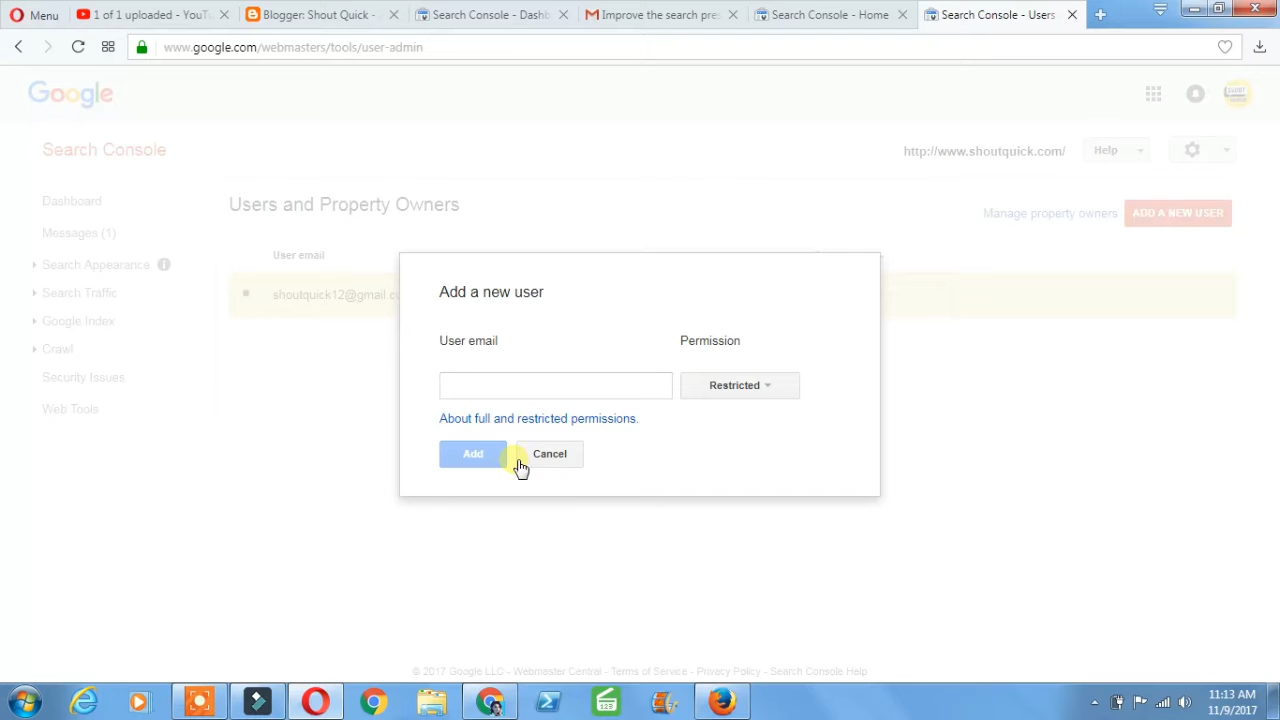 Menu
1 of 1 uploaded - YouT
Blogger: Shout Quick -
Search Console - Dashb
Improve the search pres
Search Console - Home
Search Console - Users
www.google.com/webmasters/tools/user-admin
Google
Search Console
http://www.shoutquick.com/
Help
Dashboard
Messages (1)
Search Appearance
Search Traffic
Google Index
Crawl
Security Issues
Web Tools
Users and Property Owners
Manage property owners
ADD A NEW USER
User email
shoutquick12@gmail.c
Add a new user
User email
Permission
Restricted
About full and restricted permissions.
Add
Cancel
© 2017 Google LLC - Webmaster Central - Terms of Service - Privacy Policy - Search Console Help
123
11:13 AM
11/9/2017